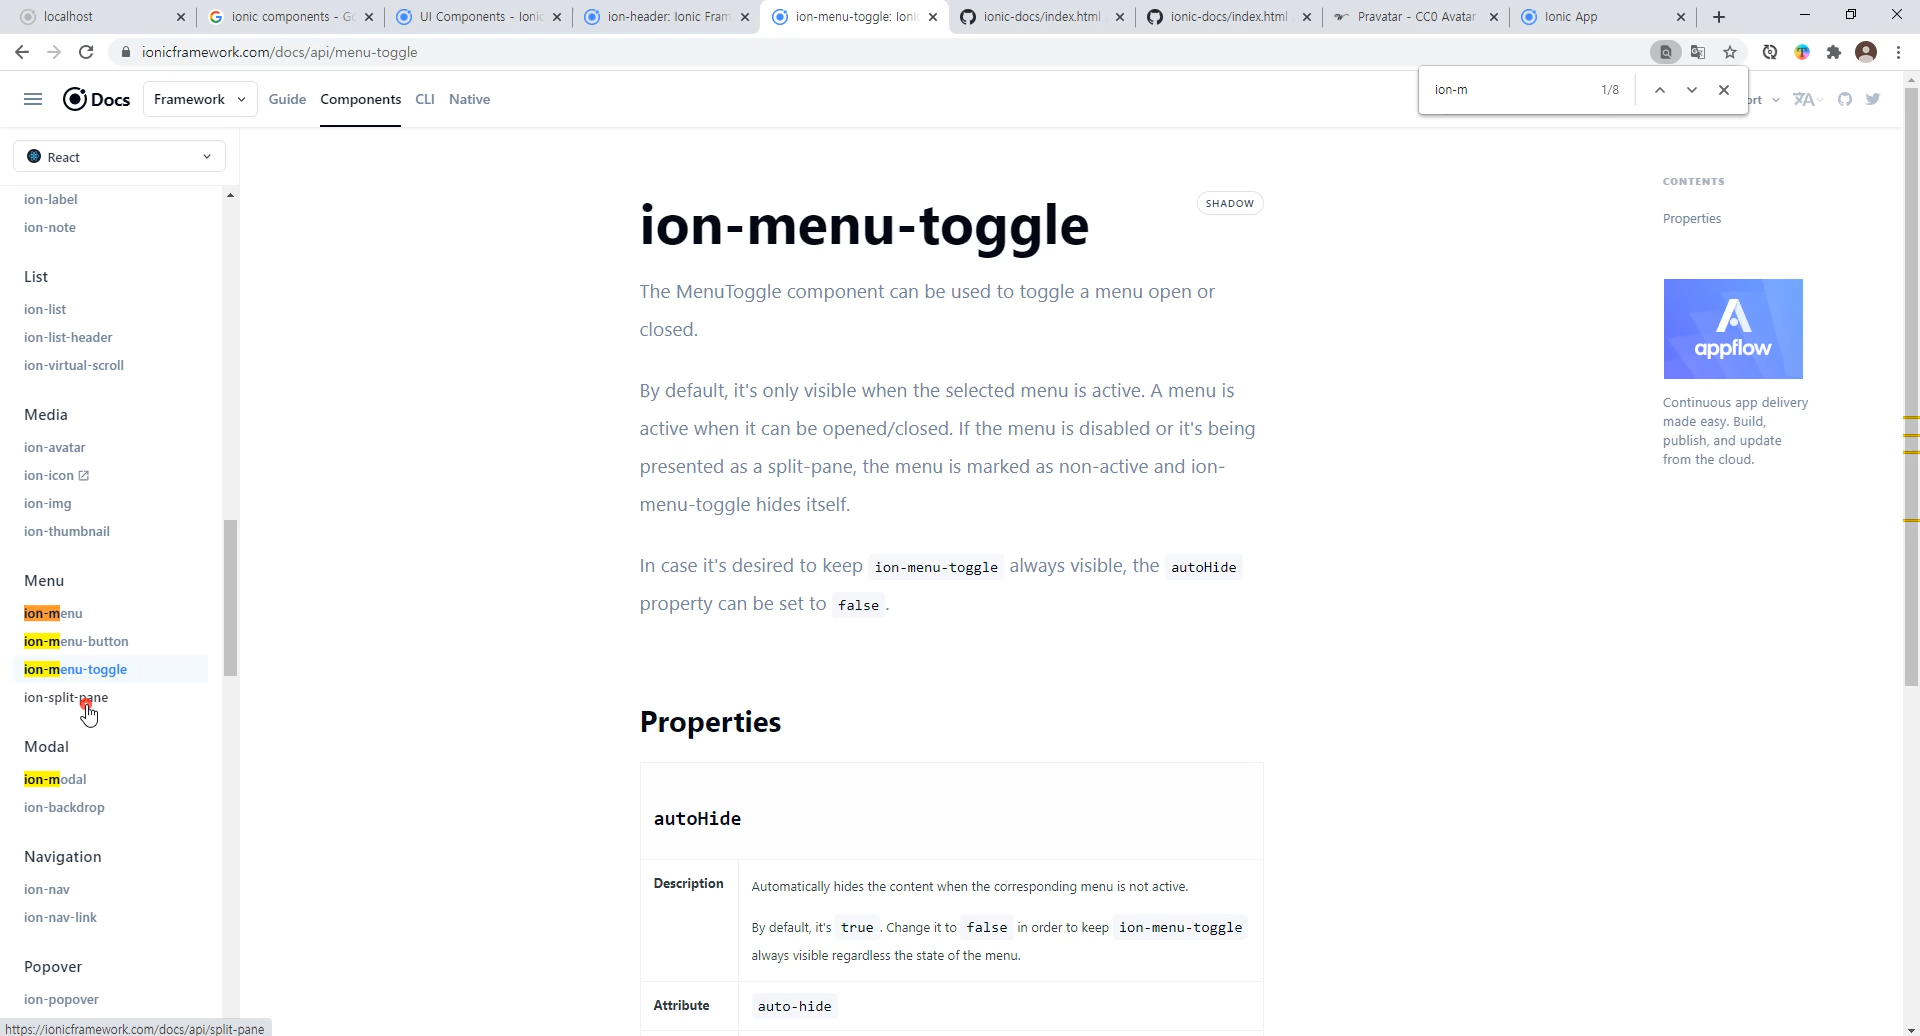 localhost
ionic components - Go
UI Components - Ionic
ion-header: Ionic Fram
ion-menu-toggle: Ionic
ionic-docs/index.html
ionic-docs/index.html
Pravatar - CC0 Avatar
Ionic App
ionicframework.com/docs/api/menu-toggle
ion-m
1/8
Docs
Framework
Guide
Components
CLI
Native
React
ion-label
ion-note
List
ion-list
ion-list-header
ion-virtual-scroll
Media
ion-avatar
ion-icon
ion-img
ion-thumbnail
Menu
ion-menu
ion-menu-button
ion-menu-toggle
ion-split-pane
Modal
ion-modal
ion-backdrop
Navigation
ion-nav
ion-nav-link
Popover
ion-popover
https://ionicframework.com/docs/api/split-pane
ion-menu-toggle
SHADOW
The MenuToggle component can be used to toggle a menu open or
closed.
By default, it's only visible when the selected menu is active. A menu is
active when it can be opened/closed. If the menu is disabled or it's being
presented as a split-pane, the menu is marked as non-active and ion-
menu-toggle hides itself.
In case it's desired to keep ion-menu-toggle always visible, the autoHide
property can be set to false .
Properties
autoHide
Description
Automatically hides the content when the corresponding menu is not active.
By default, it's true . Change it to false in order to keep ion-menu-toggle
always visible regardless the state of the menu.
Attribute
auto-hide
CONTENTS
Properties
appflow
Continuous app delivery
made easy. Build,
publish, and update
from the cloud.